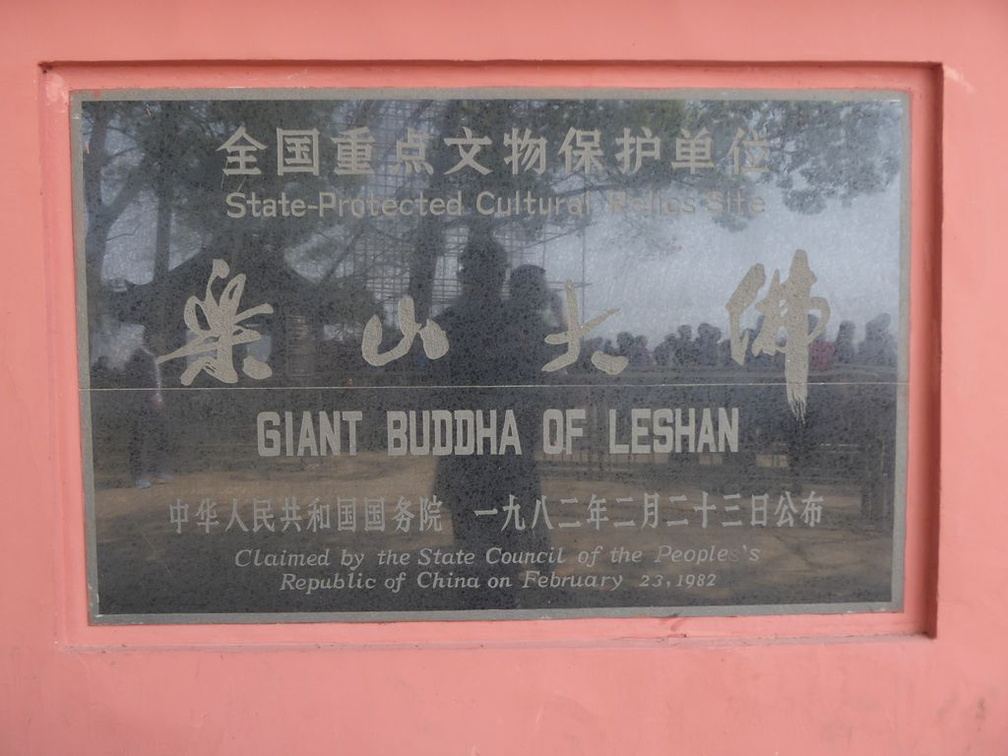 全国重点文物保护单位
State-Protected Cultural Relics Site
乐山大佛
GIANT BUDDHA OF LESHAN
中华人民共和国国务院 一九八二年二月二十三日公布
Claimed by the State Council of the Peoples's
Republic of China on February 23,1982